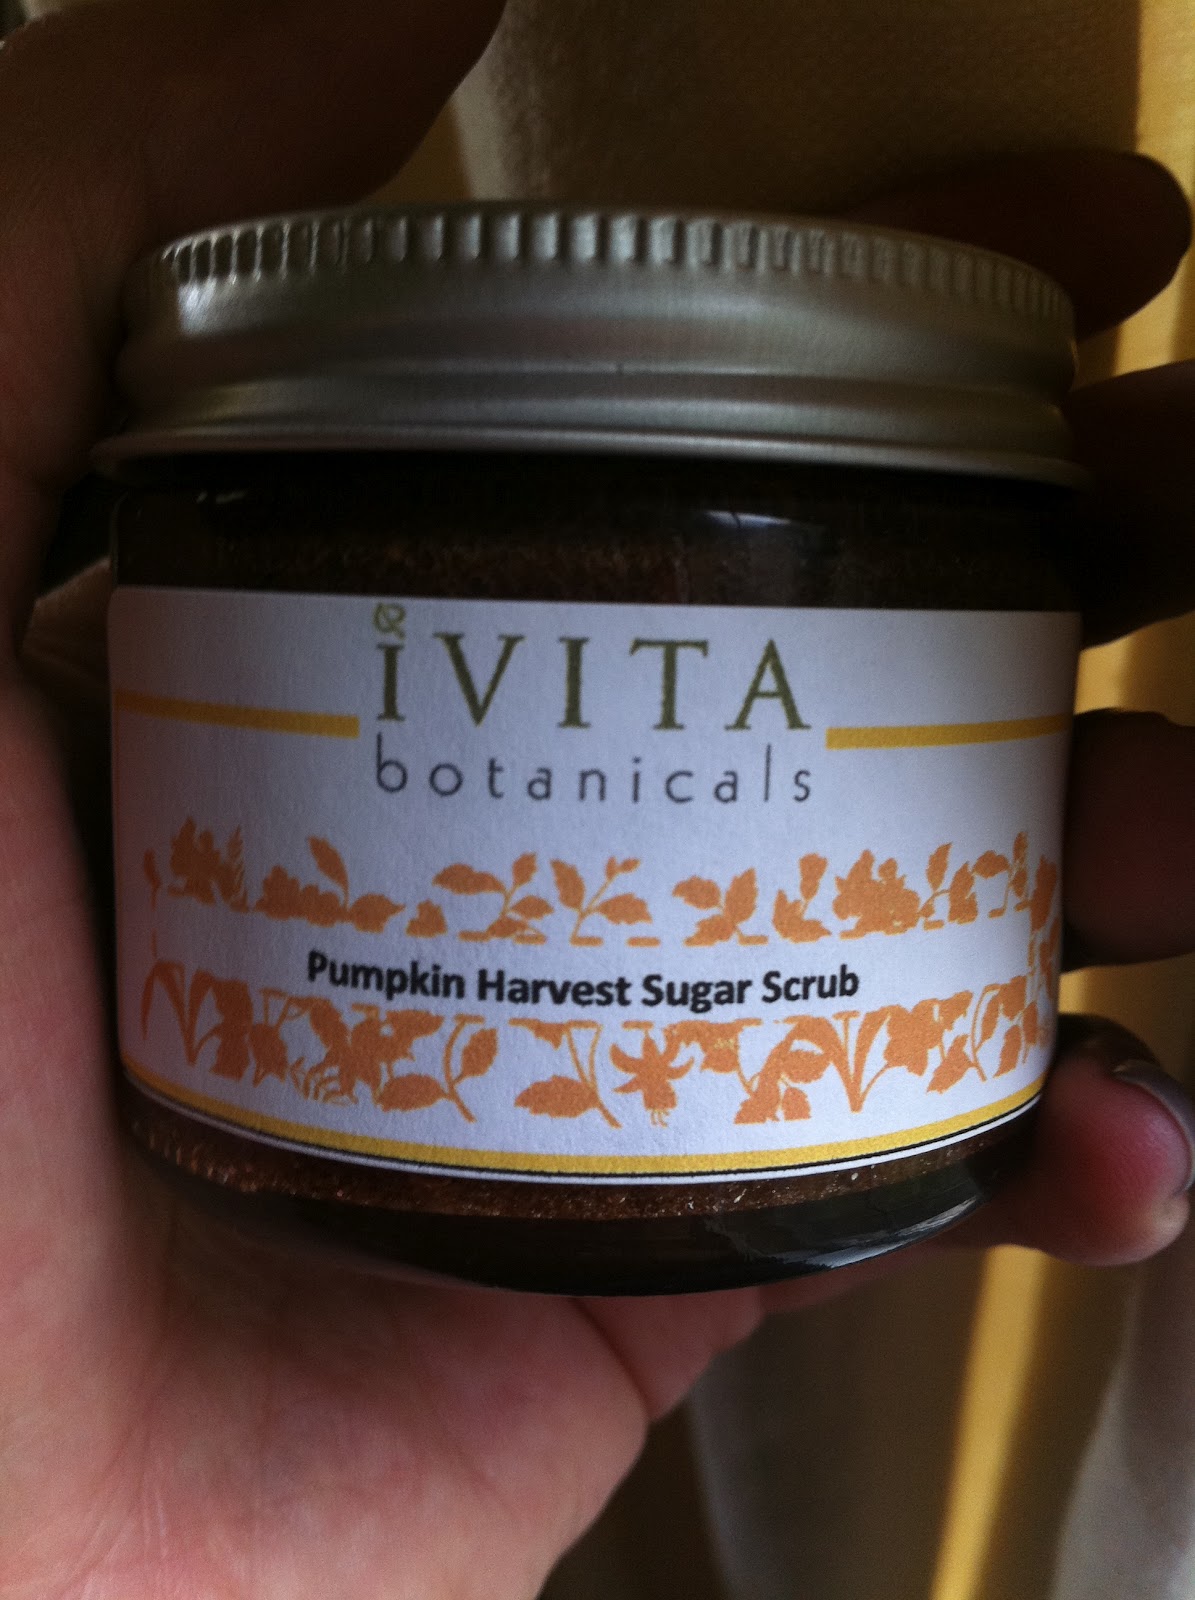 iVITA
botanicals
Pumpkin Harvest Sugar Scrub